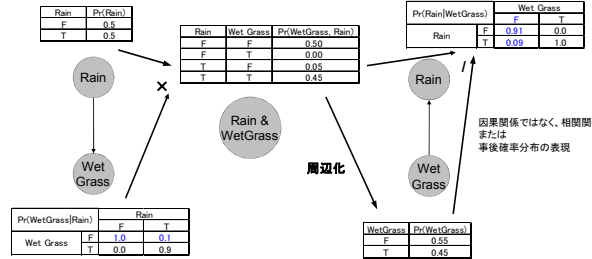 Rain Pr(Rain)
F 0.5
T 0.5
Rain Wet Grass Pr(WetGrass, Rain)
F F 0.50
F T 0.00
T F 0.05
T T 0.45
Pr(Rain|WetGrass) Wet Grass
F T
Rain F 0.91 0.0
T 0.09 1.0
Rain
×
Rain &
WetGrass
Rain
/
Wet
Grass
Wet
Grass
因果関係ではなく、相関関
または
事後確率分布の表現
周辺化
Pr(WetGrass|Rain) Rain
F T
Wet Grass F 1.0 0.1
T 0.0 0.9
WetGrass Pr(WetGrass)
F 0.55
T 0.45